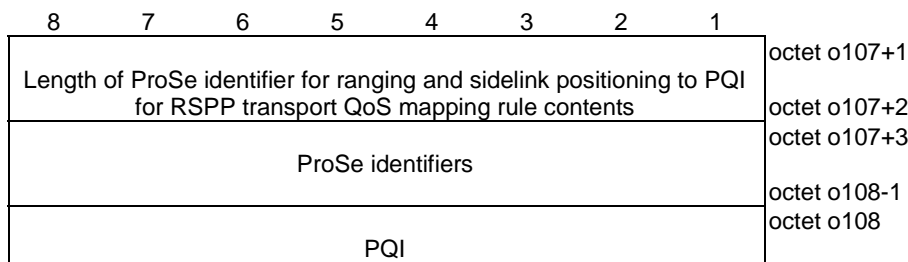 8 7 6 5 4 3 2 1
octet o107+1
Length of ProSe identifier for ranging and sidelink positioning to PQI
for RSPP transport QoS mapping rule contents
octet o107+2
octet o107+3
ProSe identifiers
octet o108-1
octet o108
PQI